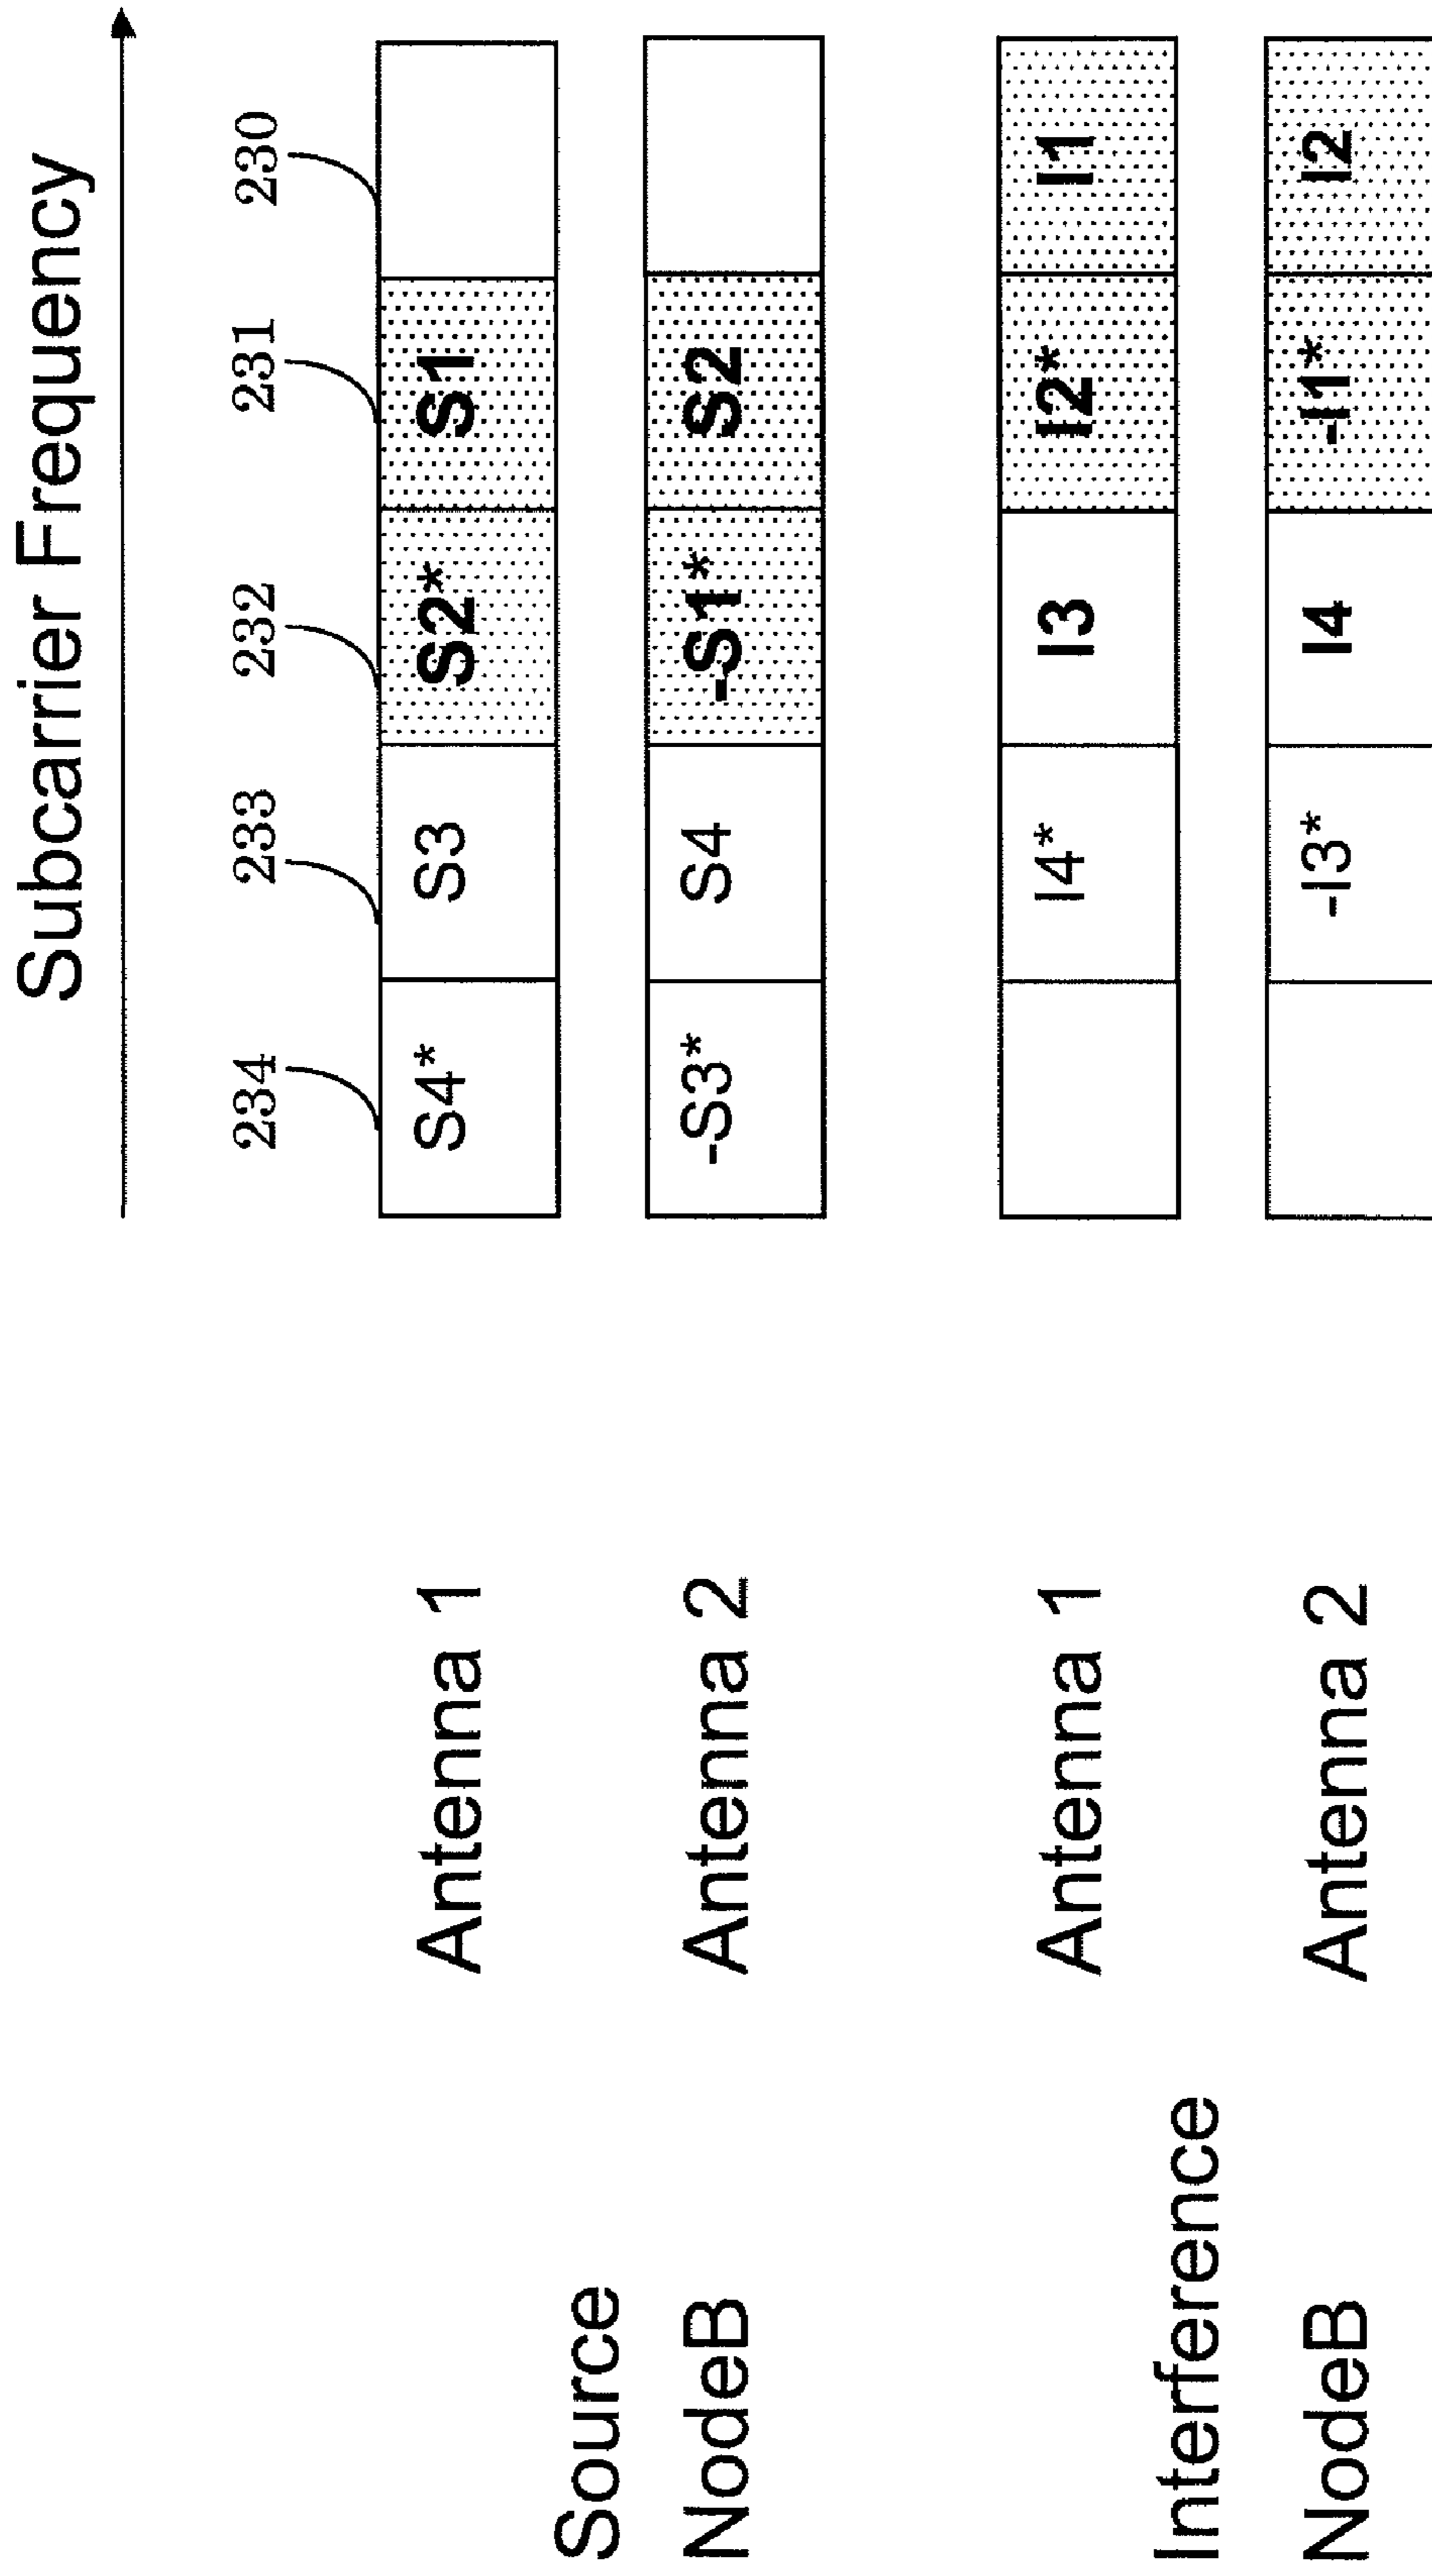 Subcarrier Frequency
234 233 232 231 230
Antenna 1 S4* S3 S2* S1
Source
NodeB Antenna 2 -S3* S4 -S1* S2
Antenna 1 I4* I3 I2* I1
Interference
NodeB Antenna 2 -I3* I4 -I1* I2